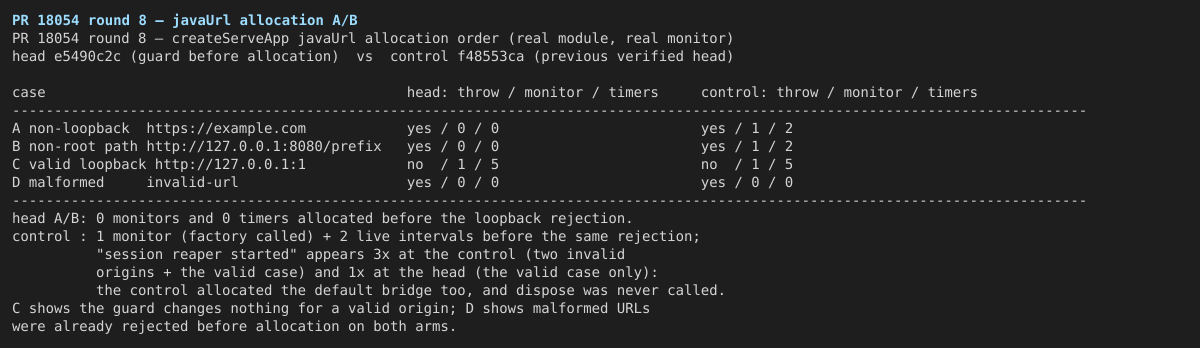 PR 18054 round 8 — javaUrl allocation A/B
PR 18054 round 8 — createServeApp javaUrl allocation order (real module, real monitor)
head e5490c2c (guard before allocation)  vs  control f48553ca (previous verified head)
case                                           head: throw / monitor / timers     control: throw / monitor / timers
--------------------------------------------------------------------------------------------------------------------------------
A non-loopback  https://example.com            yes / 0 / 0                        yes / 1 / 2
B non-root path http://127.0.0.1:8080/prefix   yes / 0 / 0                        yes / 1 / 2
C valid loopback http://127.0.0.1:1            no  / 1 / 5                        no  / 1 / 5
D malformed     invalid-url                    yes / 0 / 0                        yes / 0 / 0
--------------------------------------------------------------------------------------------------------------------------------
head A/B: 0 monitors and 0 timers allocated before the loopback rejection.
control : 1 monitor (factory called) + 2 live intervals before the same rejection;
          "session reaper started" appears 3x at the control (two invalid
          origins + the valid case) and 1x at the head (the valid case only):
          the control allocated the default bridge too, and dispose was never called.
C shows the guard changes nothing for a valid origin; D shows malformed URLs
were already rejected before allocation on both arms.